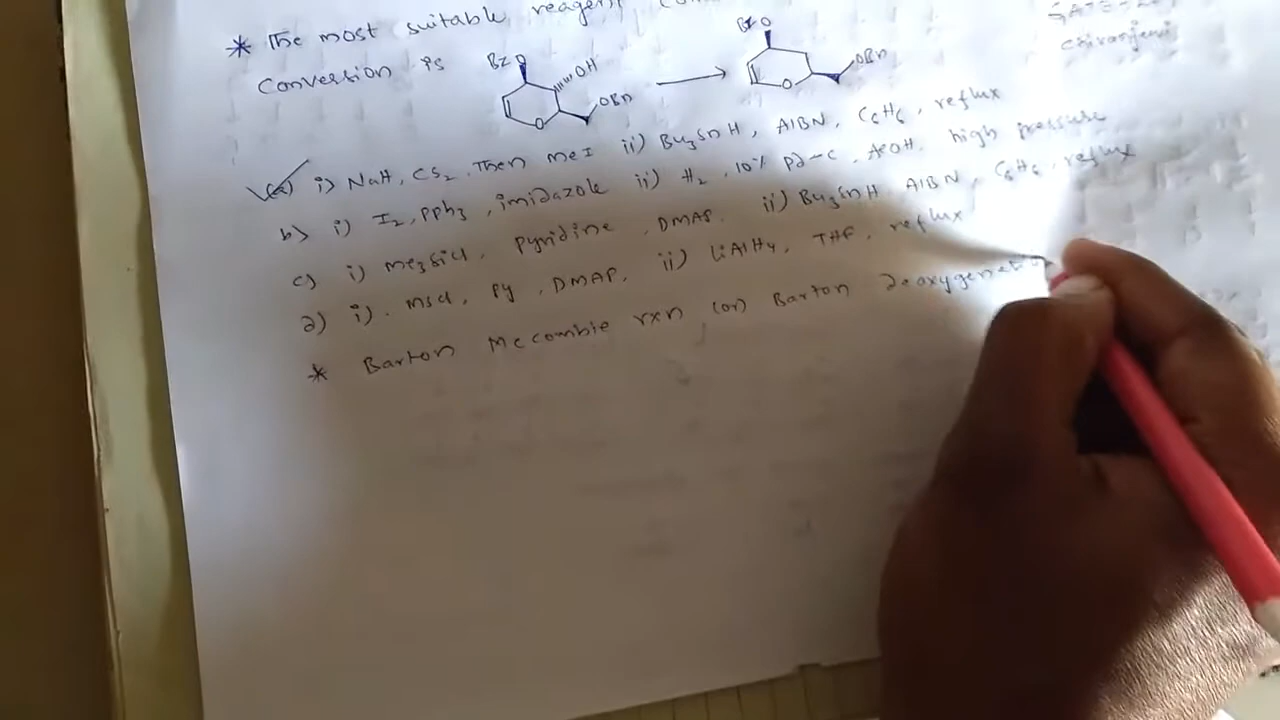 * The most suitable reagent
Conversion is
BzO OH OBn O
BzO OBn O
(a) i) NaH, CS2, Then MeI ii) Bu3SnH, AIBN, C6H6, reflux
b) i) I2, PPh3, imidazole ii) H2, 10% Pd-C, AcOH, high pressure
c) i) Me3SiCl, Pyridine, DMAP. ii) Bu3SnH, AIBN, C6H6, reflux
d) i). MsCl, Py, DMAP, ii) LiAlH4, THF, reflux
* Barton Mccombie rxn (or) Barton